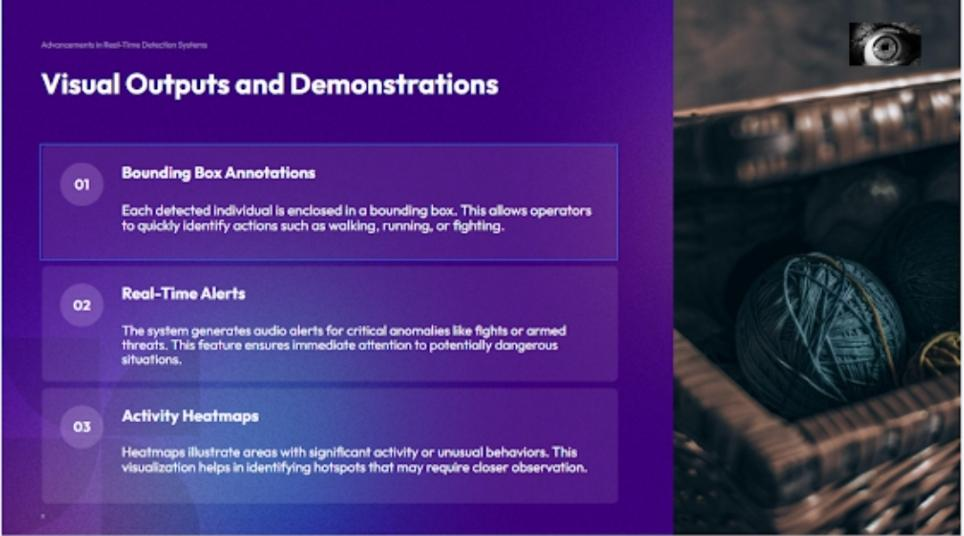 Advancements in Real-Time Detection Systems
Visual Outputs and Demonstrations
01
Bounding Box Annotations
Each detected individual is enclosed in a bounding box. This allows operators
to quickly identify actions such as walking, running, or fighting.
02
Real-Time Alerts
The system generates audio alerts for critical anomalies like fights or armed
threats. This feature ensures immediate attention to potentially dangerous
situations.
03
Activity Heatmaps
Heatmaps illustrate areas with significant activity or unusual behaviors. This
visualization helps in identifying hotspots that may require closer observation.